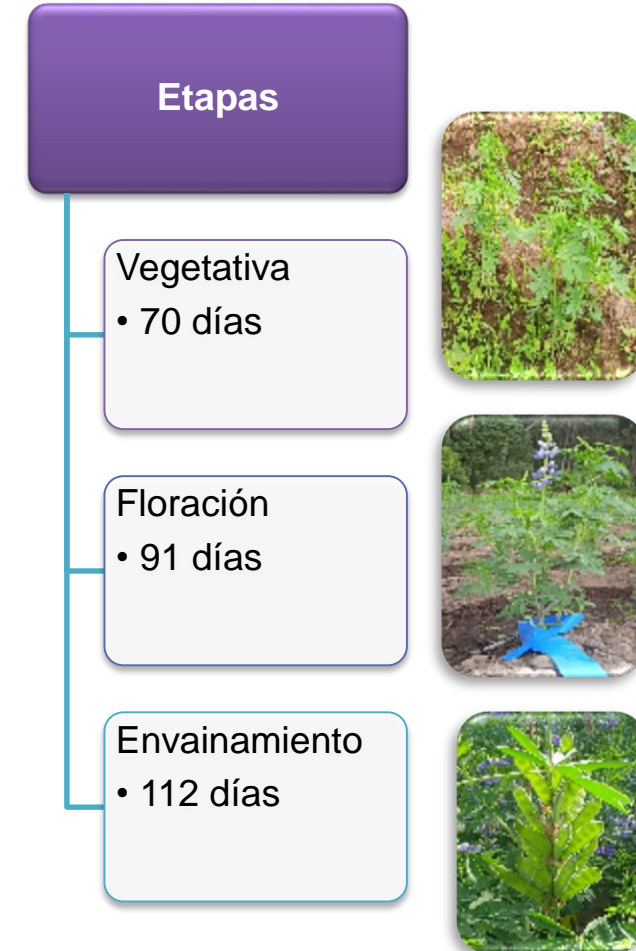 Etapas
Vegetativa
• 70 días
Floración
• 91 días
Envainamiento
• 112 días